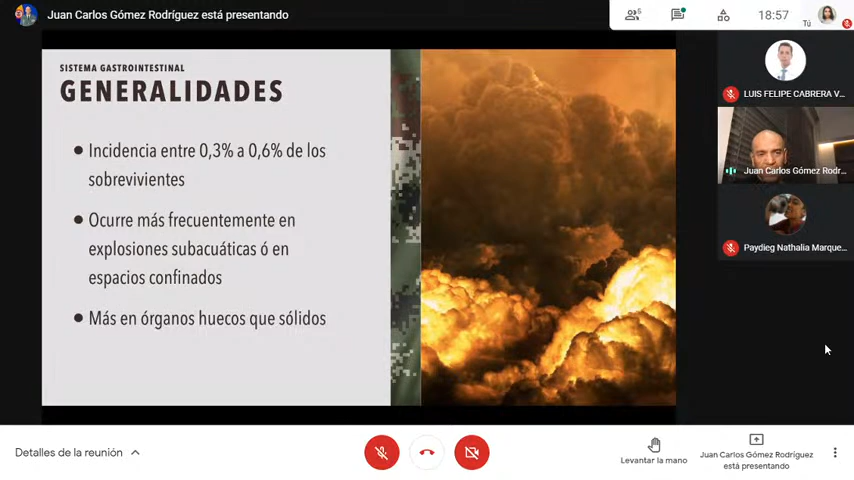 Juan Carlos Gómez Rodríguez está presentando
5
18:57
Tú
SISTEMA GASTROINTESTINAL
GENERALIDADES
Incidencia entre 0,3% a 0,6% de los
sobrevivientes
Ocurre más frecuentemente en
explosiones subacuáticas ó en
espacios confinados
Más en órganos huecos que sólidos
LUIS FELIPE CABRERA V...
Juan Carlos Gómez Rodr...
Paydieg Nathalia Marque...
Detalles de la reunión
Levantar la mano
Juan Carlos Gómez Rodríguez
está presentando